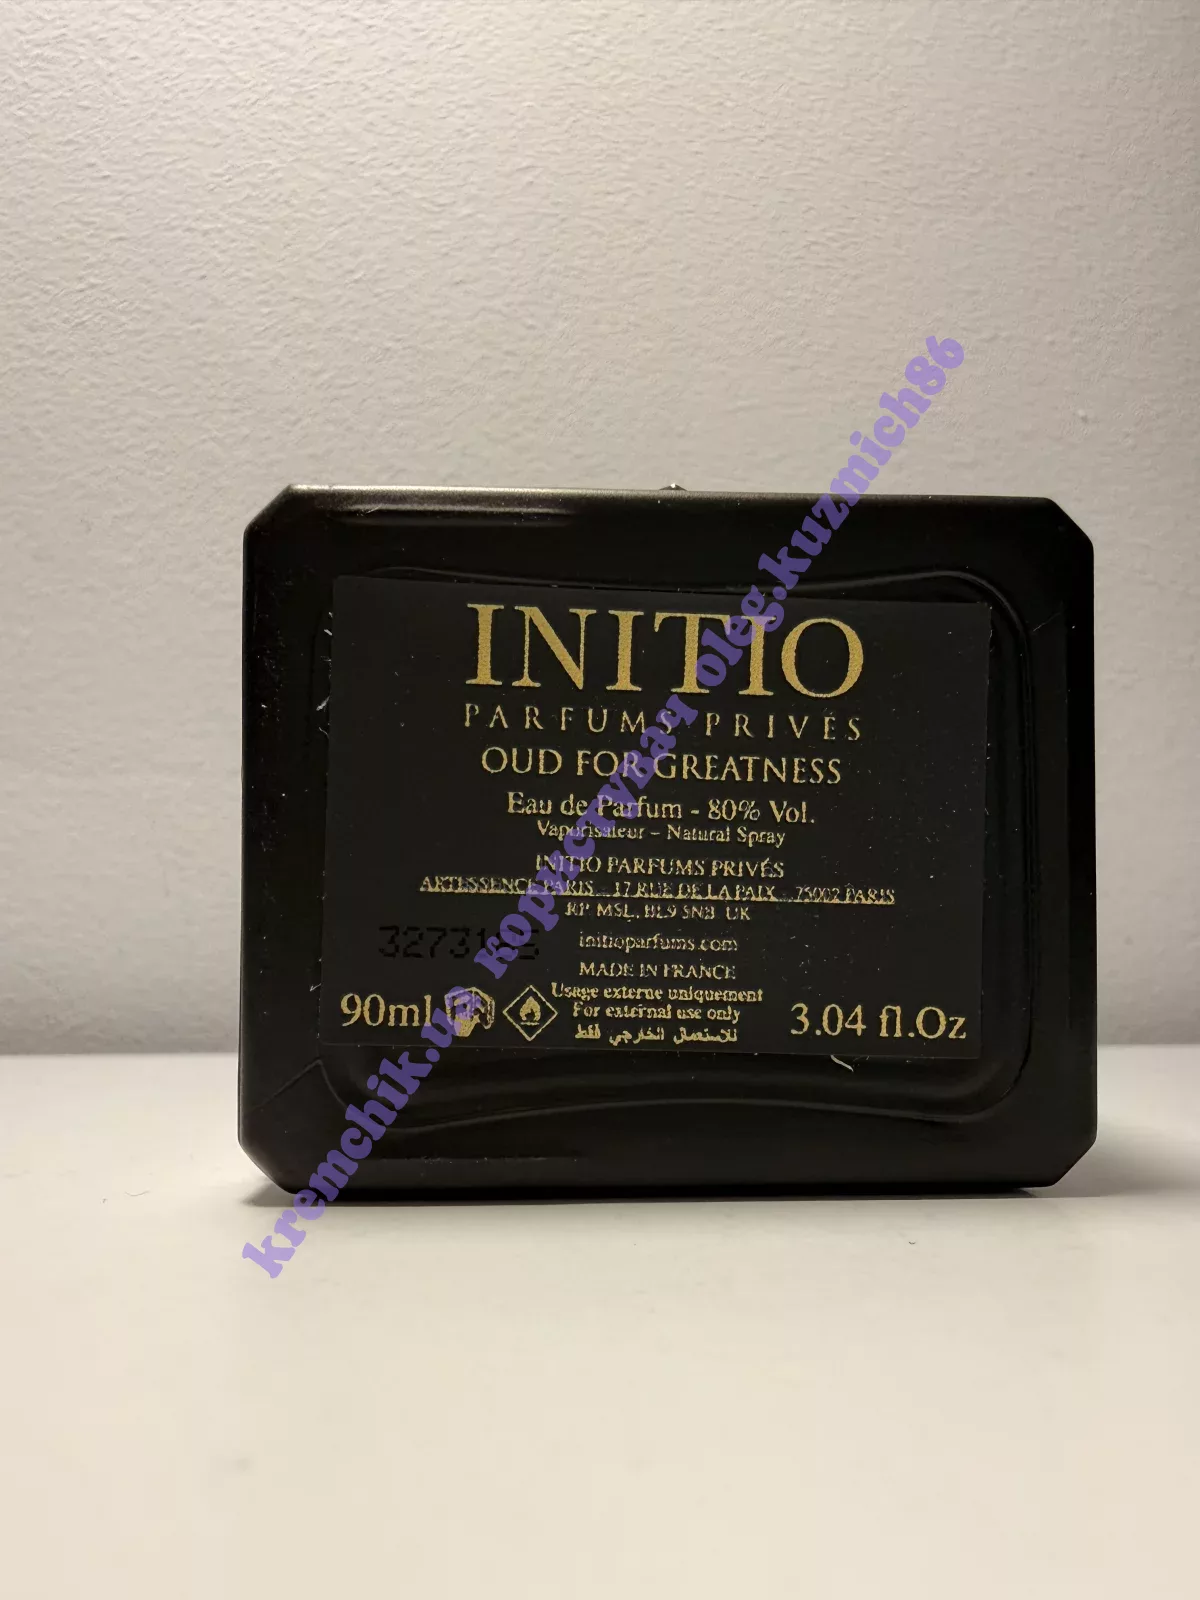 INITIO
PARFUMS PRIVÉS
OUD FOR GREATNESS
Eau de Parfum - 80% Vol.
Vaporisateur - Natural Spray
INITIO PARFUMS PRIVÉS
ARTESSENCE PARIS - 17 RUE DE LA PAIX - 75002 PARIS
RP MSL, BL9 5NB UK
initioparfums.com
MADE IN FRANCE
Usage externe uniquement
For external use only
للاستعمال الخارجي فقط
90ml
3.04 fl.Oz
kremchik.ua користувач oleg.kuzmich86